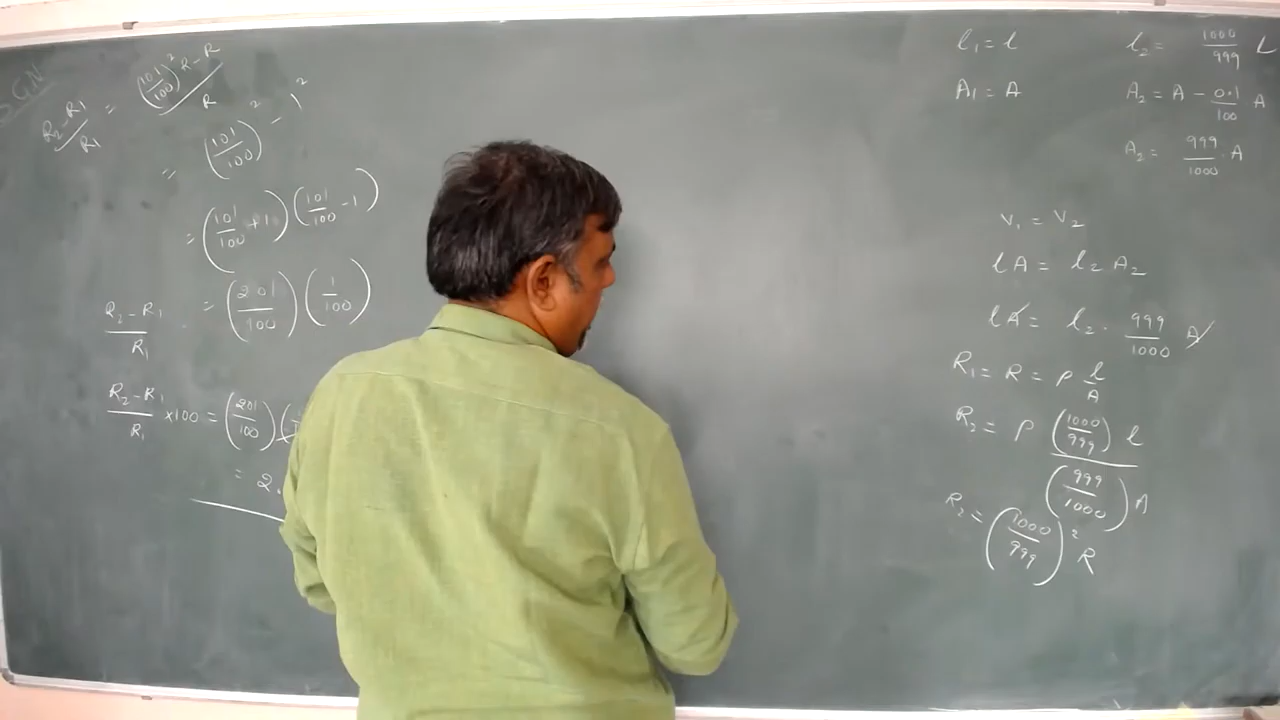 S.G.N
R₂-R₁/R₁ = (101/100)² R - R / R
= (101/100)² - 1²
= (101/100 + 1) (101/100 - 1)
R₂-R₁/R₁ = (201/100) (1/100)
R₂-R₁/R₁ × 100 = (201/100) (
= 2.
l₁ = l
l₂ = 1000/999 L
A₁ = A
A₂ = A - 0.1/100 A
A₂ = 999/1000 . A
V₁ = V₂
lA = l₂ A₂
lA = l₂ . 999/1000 A
R₁ = R = ρ l/A
R₂ = ρ (1000/999) l / (999/1000) A
R₂ = (1000/999)² R